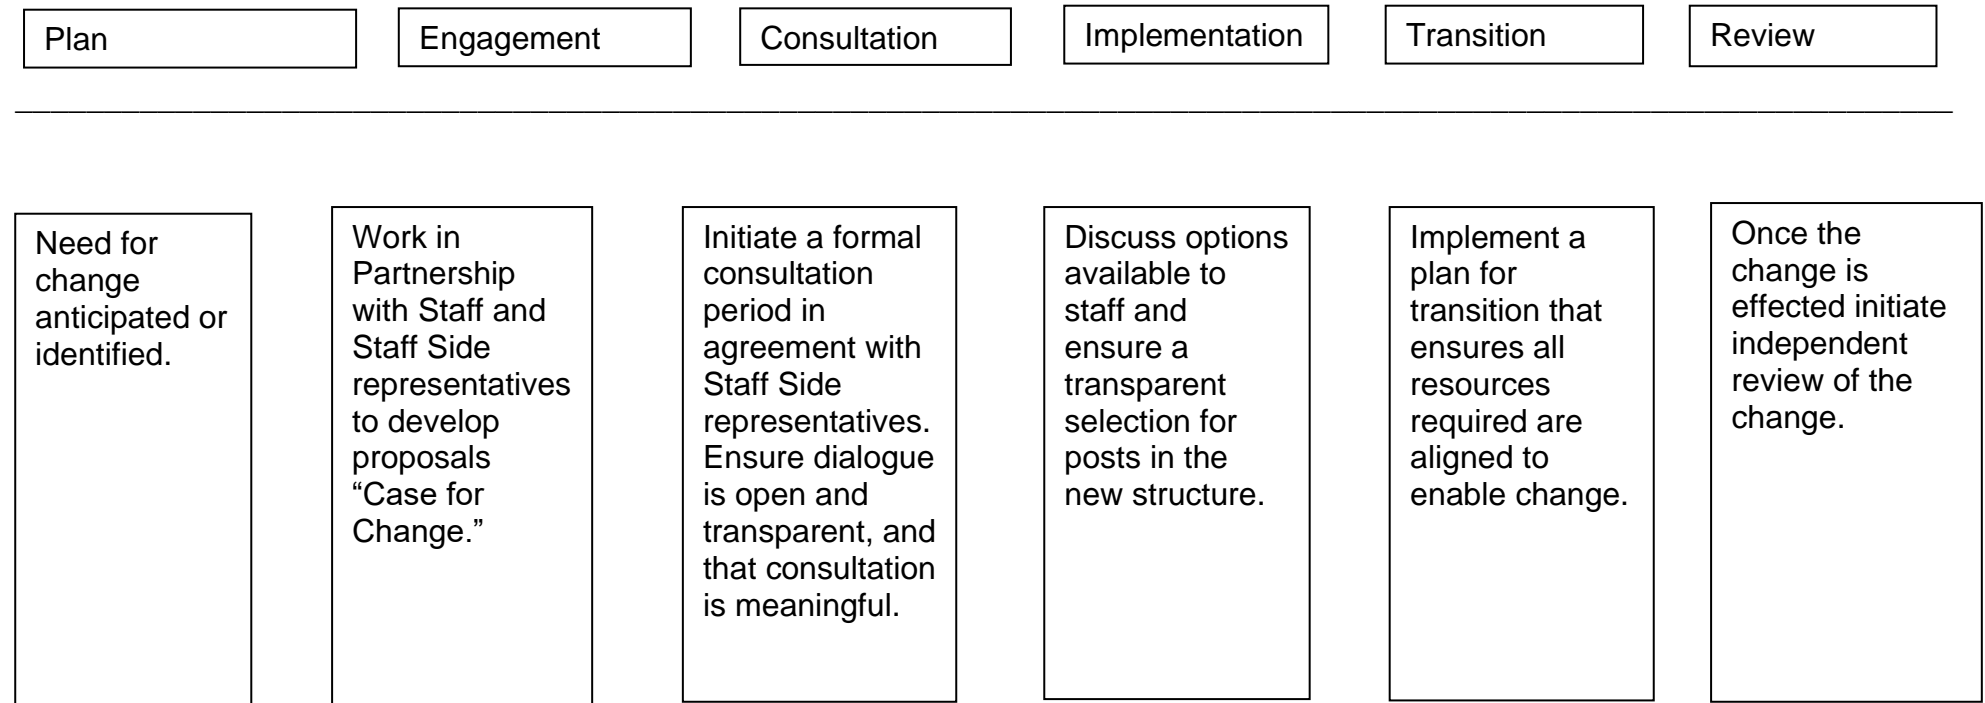 Plan
Engagement
Consultation
Implementation
Transition
Review
Need for
change
anticipated or
identified.
Work in
Partnership
with Staff and
Staff Side
representatives
to develop
proposals
“Case for
Change.”
Initiate a formal
consultation
period in
agreement with
Staff Side
representatives.
Ensure dialogue
is open and
transparent, and
that consultation
is meaningful.
Discuss options
available to
staff and
ensure a
transparent
selection for
posts in the
new structure.
Implement a
plan for
transition that
ensures all
resources
required are
aligned to
enable change.
Once the
change is
effected initiate
independent
review of the
change.